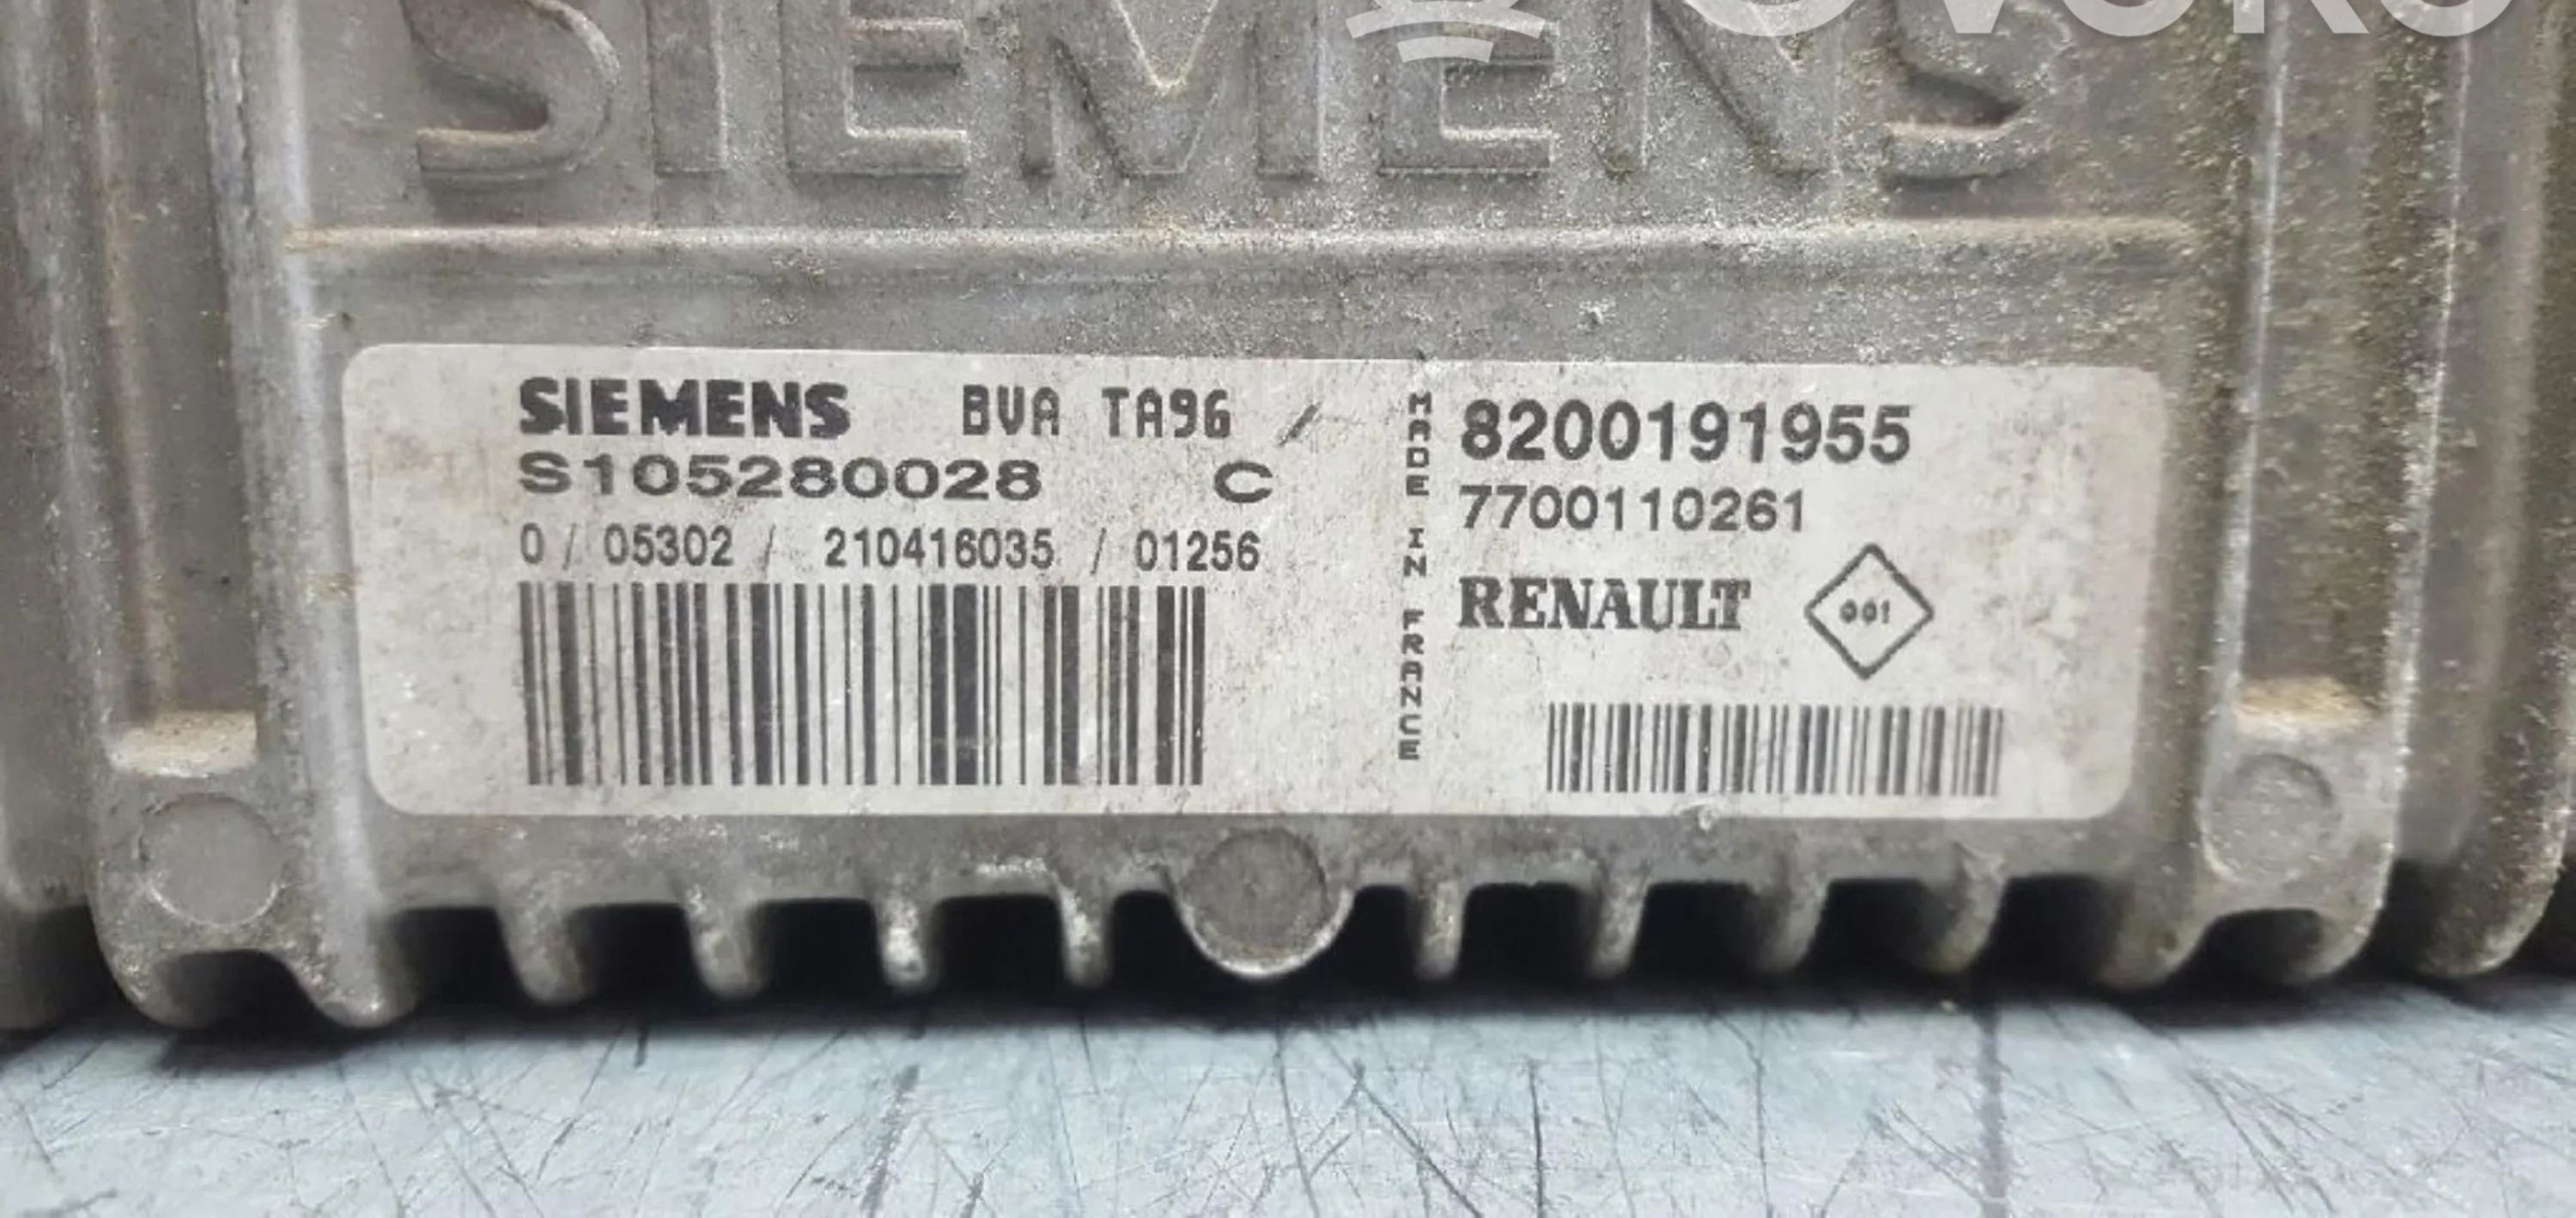 SIEMENS
SIEMENS BVA TA96 /
S105280028 C
0 / 05302 / 210416035 / 01256
MADE IN FRANCE
8200191955
7700110261
RENAULT 001